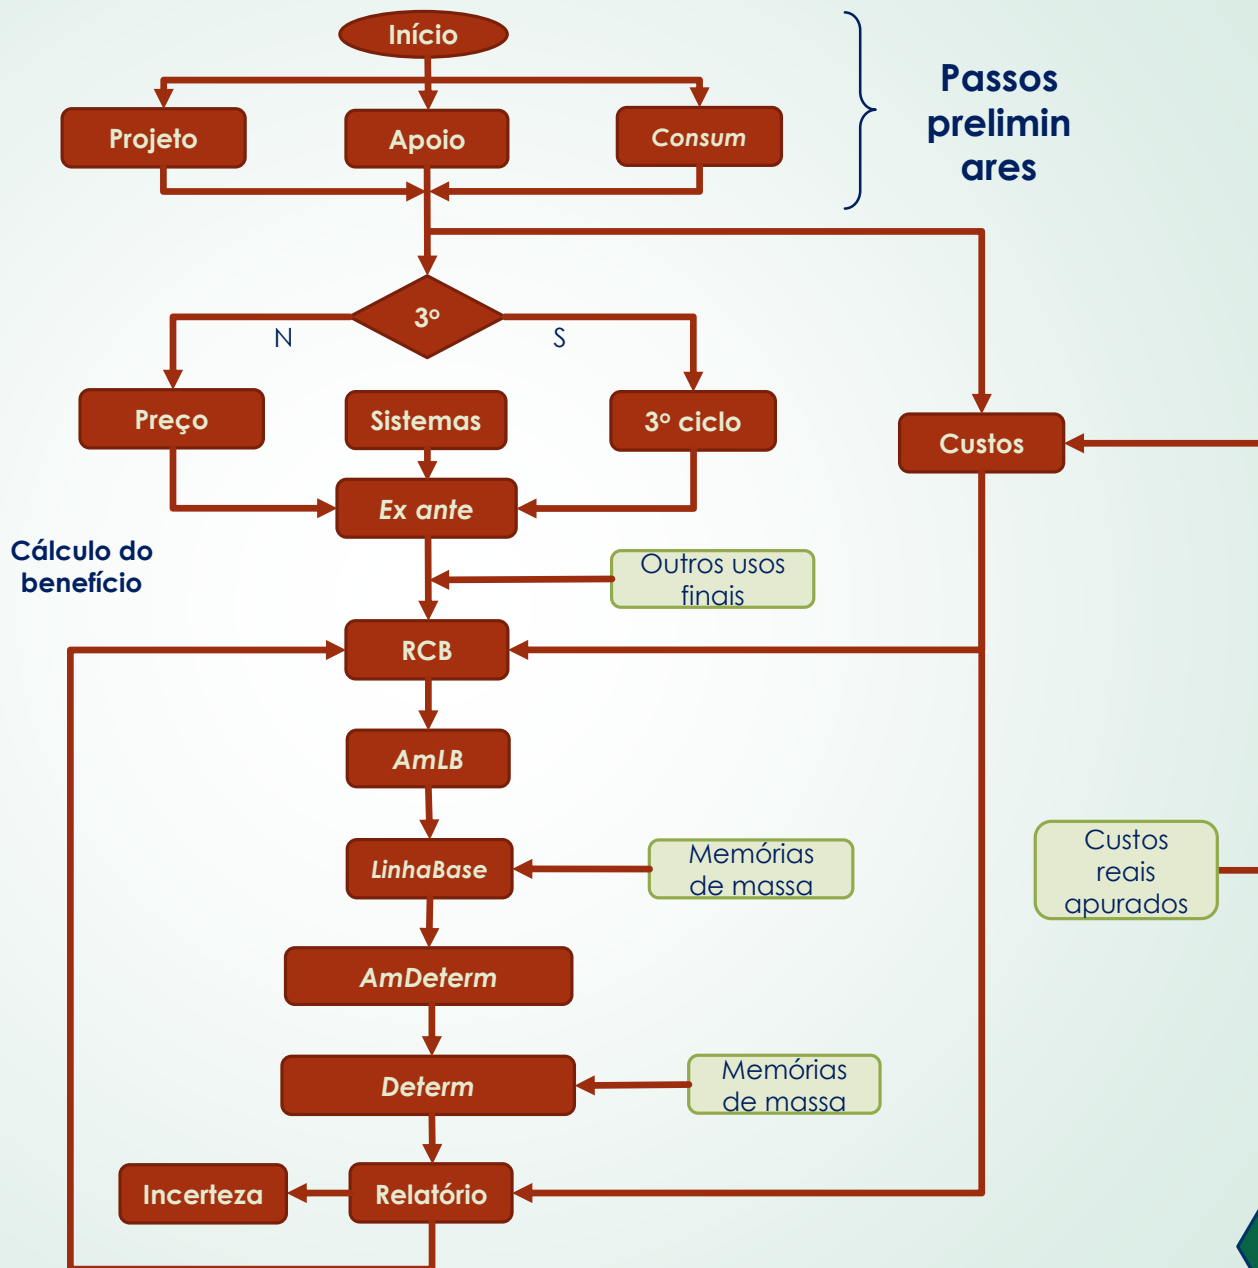 Início
Passos
prelimin
ares
Projeto
Apoio
Consum
3º
N
S
Preço
Sistemas
3º ciclo
Custos
Ex ante
Cálculo do
benefício
Outros usos
finais
RCB
AmLB
LinhaBase
Memórias
de massa
Custos
reais
apurados
AmDeterm
Determ
Memórias
de massa
Incerteza
Relatório